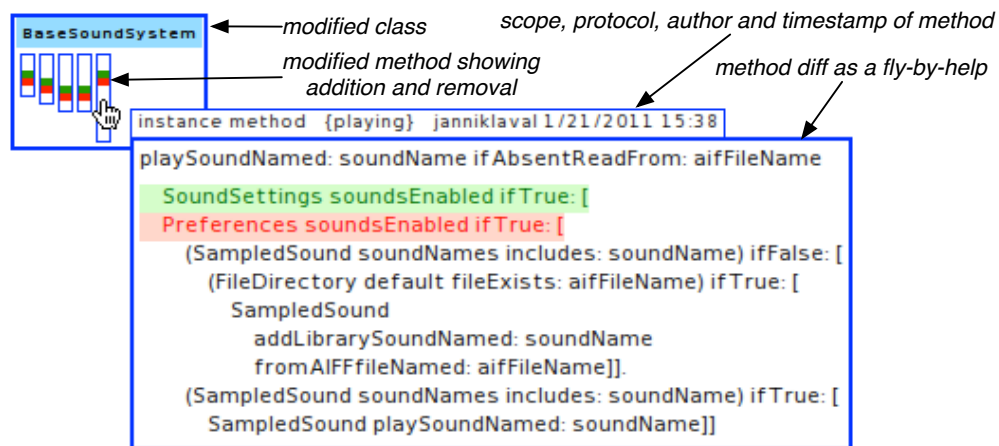 BaseSoundSystem
modified class
modified method showing
addition and removal
scope, protocol, author and timestamp of method
method diff as a fly-by-help
instance method {playing} janniklaval 1/21/2011 15:38
playSoundNamed: soundName ifAbsentReadFrom: aifFileName
SoundSettings soundsEnabled ifTrue: [
Preferences soundsEnabled ifTrue: [
(SampledSound soundNames includes: soundName) ifFalse: [
(FileDirectory default fileExists: aifFileName) ifTrue: [
SampledSound
addLibrarySoundNamed: soundName
fromAIFFfileNamed: aifFileName]].
(SampledSound soundNames includes: soundName) ifTrue: [
SampledSound playSoundNamed: soundName]]